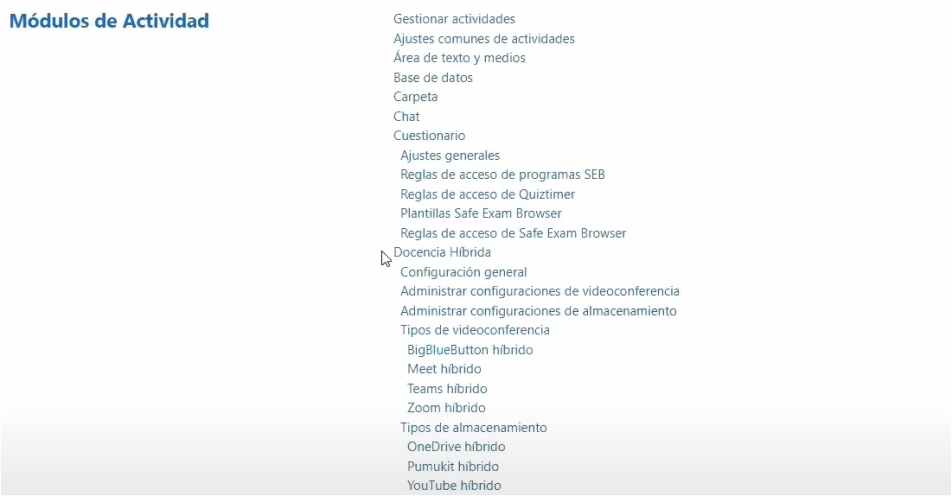 Módulos de Actividad
Gestionar actividades
Ajustes comunes de actividades
Área de texto y medios
Base de datos
Carpeta
Chat
Cuestionario
Ajustes generales
Reglas de acceso de programas SEB
Reglas de acceso de Quiztimer
Plantillas Safe Exam Browser
Reglas de acceso de Safe Exam Browser
Docencia Híbrida
Configuración general
Administrar configuraciones de videoconferencia
Administrar configuraciones de almacenamiento
Tipos de videoconferencia
BigBlueButton híbrido
Meet híbrido
Teams híbrido
Zoom híbrido
Tipos de almacenamiento
OneDrive híbrido
Pumukit híbrido
YouTube híbrido